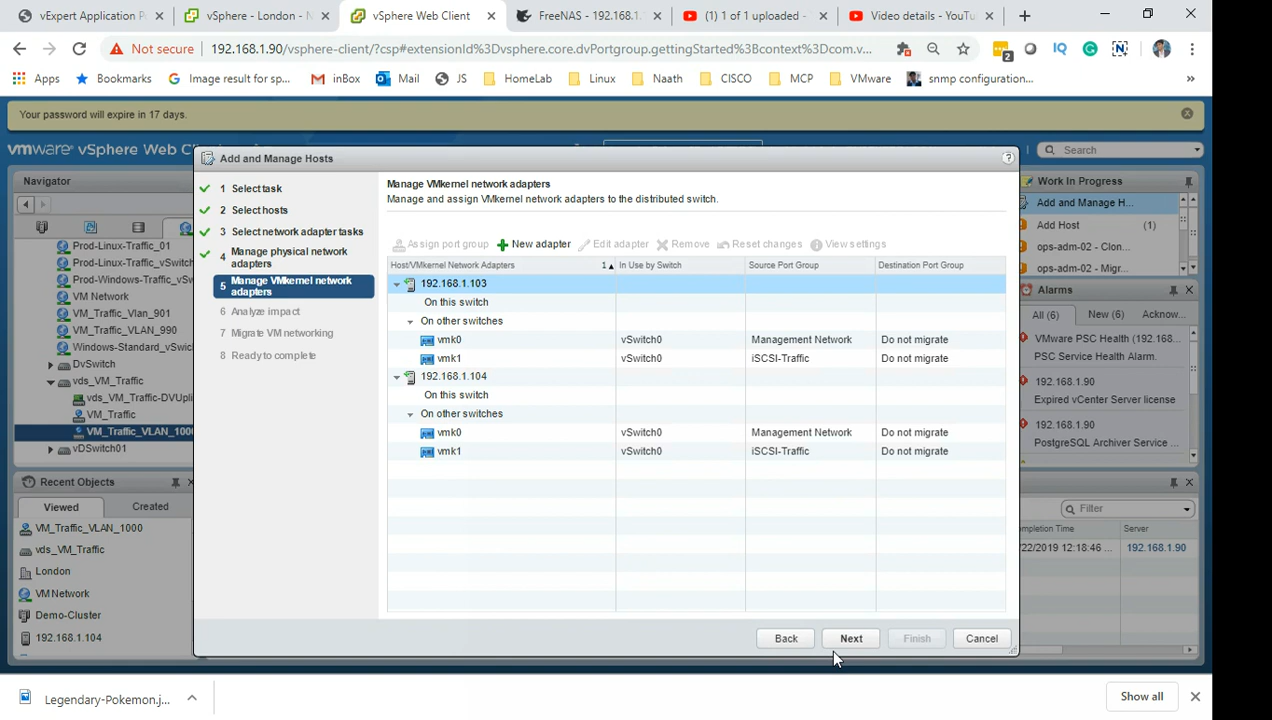 vExpert Application P
vSphere - London - N
vSphere Web Client
FreeNAS - 192.168.1.
(1) 1 of 1 uploaded -
Video details - YouTu
Not secure
192.168.1.90/vsphere-client/?csp#extensionId%3Dvsphere.core.dvPortgroup.gettingStarted%3Bcontext%3Dcom.v...
2
Apps
Bookmarks
Image result for sp...
inBox
Mail
JS
HomeLab
Linux
Naath
CISCO
MCP
VMware
snmp configuration...
»
Your password will expire in 17 days.
vmware® vSphere Web Cli
Search
Navigator
Prod-Linux-Traffic_01
Prod-Linux-Traffic_vSwitch
Prod-Windows-Traffic_vSwitc
VM Network
VM_Traffic_Vlan_901
VM_Traffic_VLAN_990
Windows-Standard_vSwich
DvSwitch
vds_VM_Traffic
vds_VM_Traffic-DVUpli
VM_Traffic
VM_Traffic_VLAN_1000
vDSwitch01
Recent Objects
Viewed
Created
VM_Traffic_VLAN_1000
vds_VM_Traffic
London
VM Network
Demo-Cluster
192.168.1.104
Add and Manage Hosts
?
1 Select task
2 Select hosts
3 Select network adapter tasks
4 Manage physical network
adapters
5 Manage VMkernel network
adapters
6 Analyze impact
7 Migrate VM networking
8 Ready to complete
Manage VMkernel network adapters
Manage and assign VMkernel network adapters to the distributed switch.
Assign port group
New adapter
Edit adapter
Remove
Reset changes
View settings
Host/VMkernel Network Adapters 1▲ In Use by Switch Source Port Group Destination Port Group
192.168.1.103
On this switch
On other switches
vmk0 vSwitch0 Management Network Do not migrate
vmk1 vSwitch0 iSCSI-Traffic Do not migrate
192.168.1.104
On this switch
On other switches
vmk0 vSwitch0 Management Network Do not migrate
vmk1 vSwitch0 iSCSI-Traffic Do not migrate
Back
Next
Finish
Cancel
Work In Progress
Add and Manage H...
Add Host (1)
ops-adm-02 - Clon...
ops-adm-02 - Migr...
Alarms
All (6)
New (6)
Acknow...
VMware PSC Health (192.168...
PSC Service Health Alarm.
192.168.1.90
Expired vCenter Server license
192.168.1.90
PostgreSQL Archiver Service ...
Filter
ompletion Time
Server
/22/2019 12:18:46 ...
192.168.1.90
Legendary-Pokemon.j...
Show all